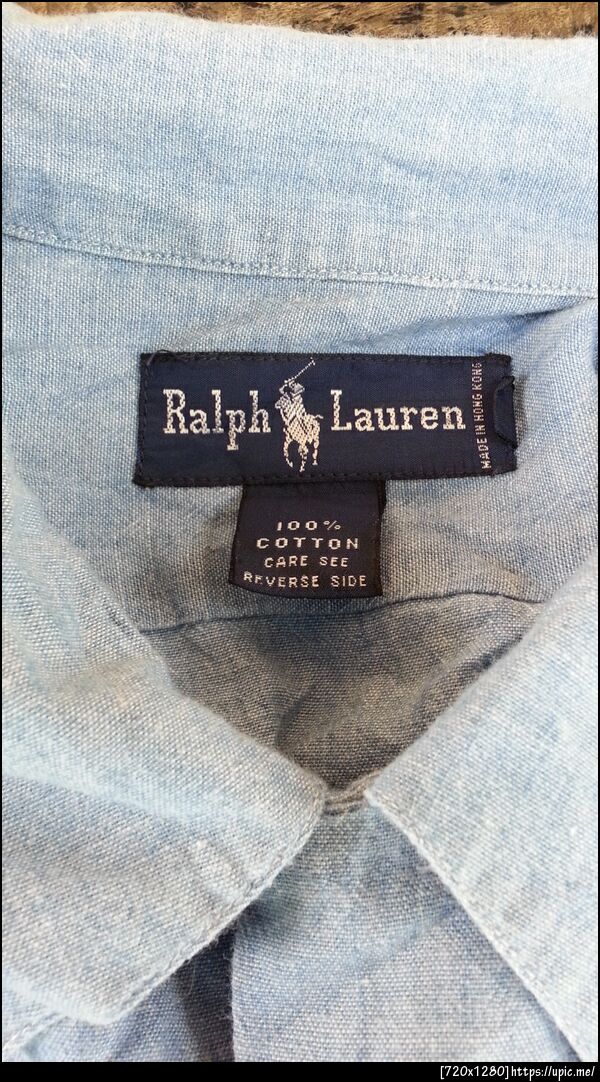 Ralph Lauren
MADE IN HONG KONG
100%
COTTON
CARE SEE
REVERSE SIDE
[720x1280]https://upic.me/